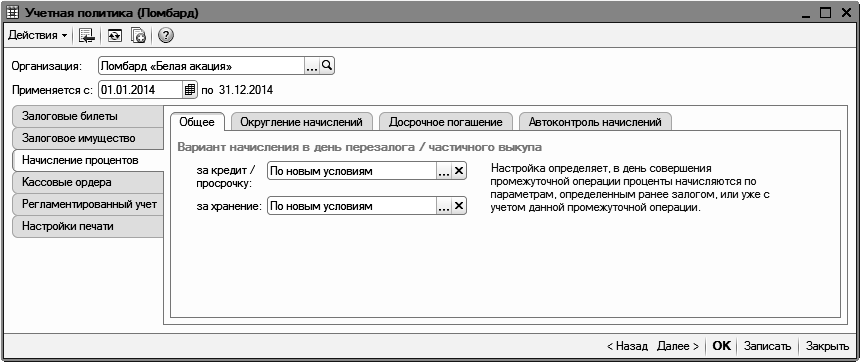 Учетная политика (Ломбард)
Действия
Организация: Ломбард «Белая акация» ...
Применяется с: 01.01.2014 по 31.12.2014
Залоговые билеты
Залоговое имущество
Начисление процентов
Кассовые ордера
Регламентированный учет
Настройки печати
Общее Округление начислений Досрочное погашение Автоконтроль начислений
Вариант начисления в день перезалога / частичного выкупа
за кредит /
просрочку: По новым условиям ...
за хранение: По новым условиям ...
Настройка определяет, в день совершения
промежуточной операции проценты начисляются по
параметрам, определенным ранее залогом, или уже с
учетом данной промежуточной операции.
< Назад Далее > OK Записать Закрыть